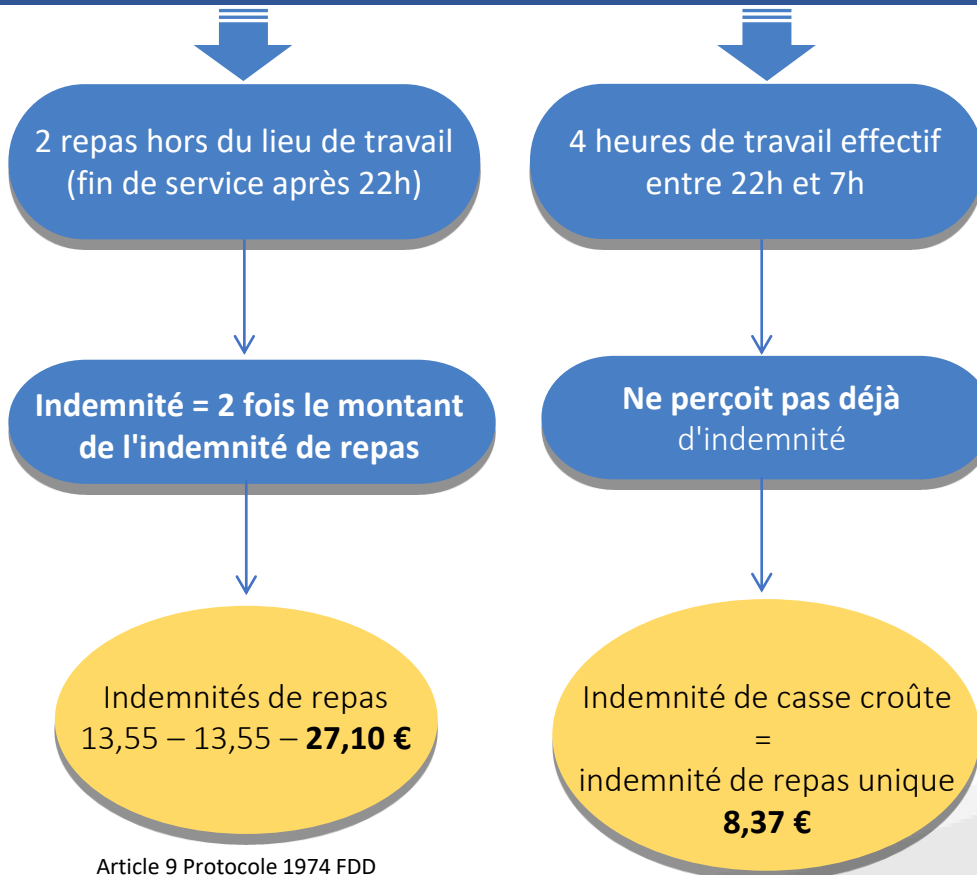 2 repas hors du lieu de travail
(fin de service après 22h)
Indemnité = 2 fois le montant
de l'indemnité de repas
Indemnités de repas
13,55 – 13,55 – 27,10 €
Article 9 Protocole 1974 FDD
4 heures de travail effectif
entre 22h et 7h
Ne perçoit pas déjà
d'indemnité
Indemnité de casse croûte
=
indemnité de repas unique
8,37 €